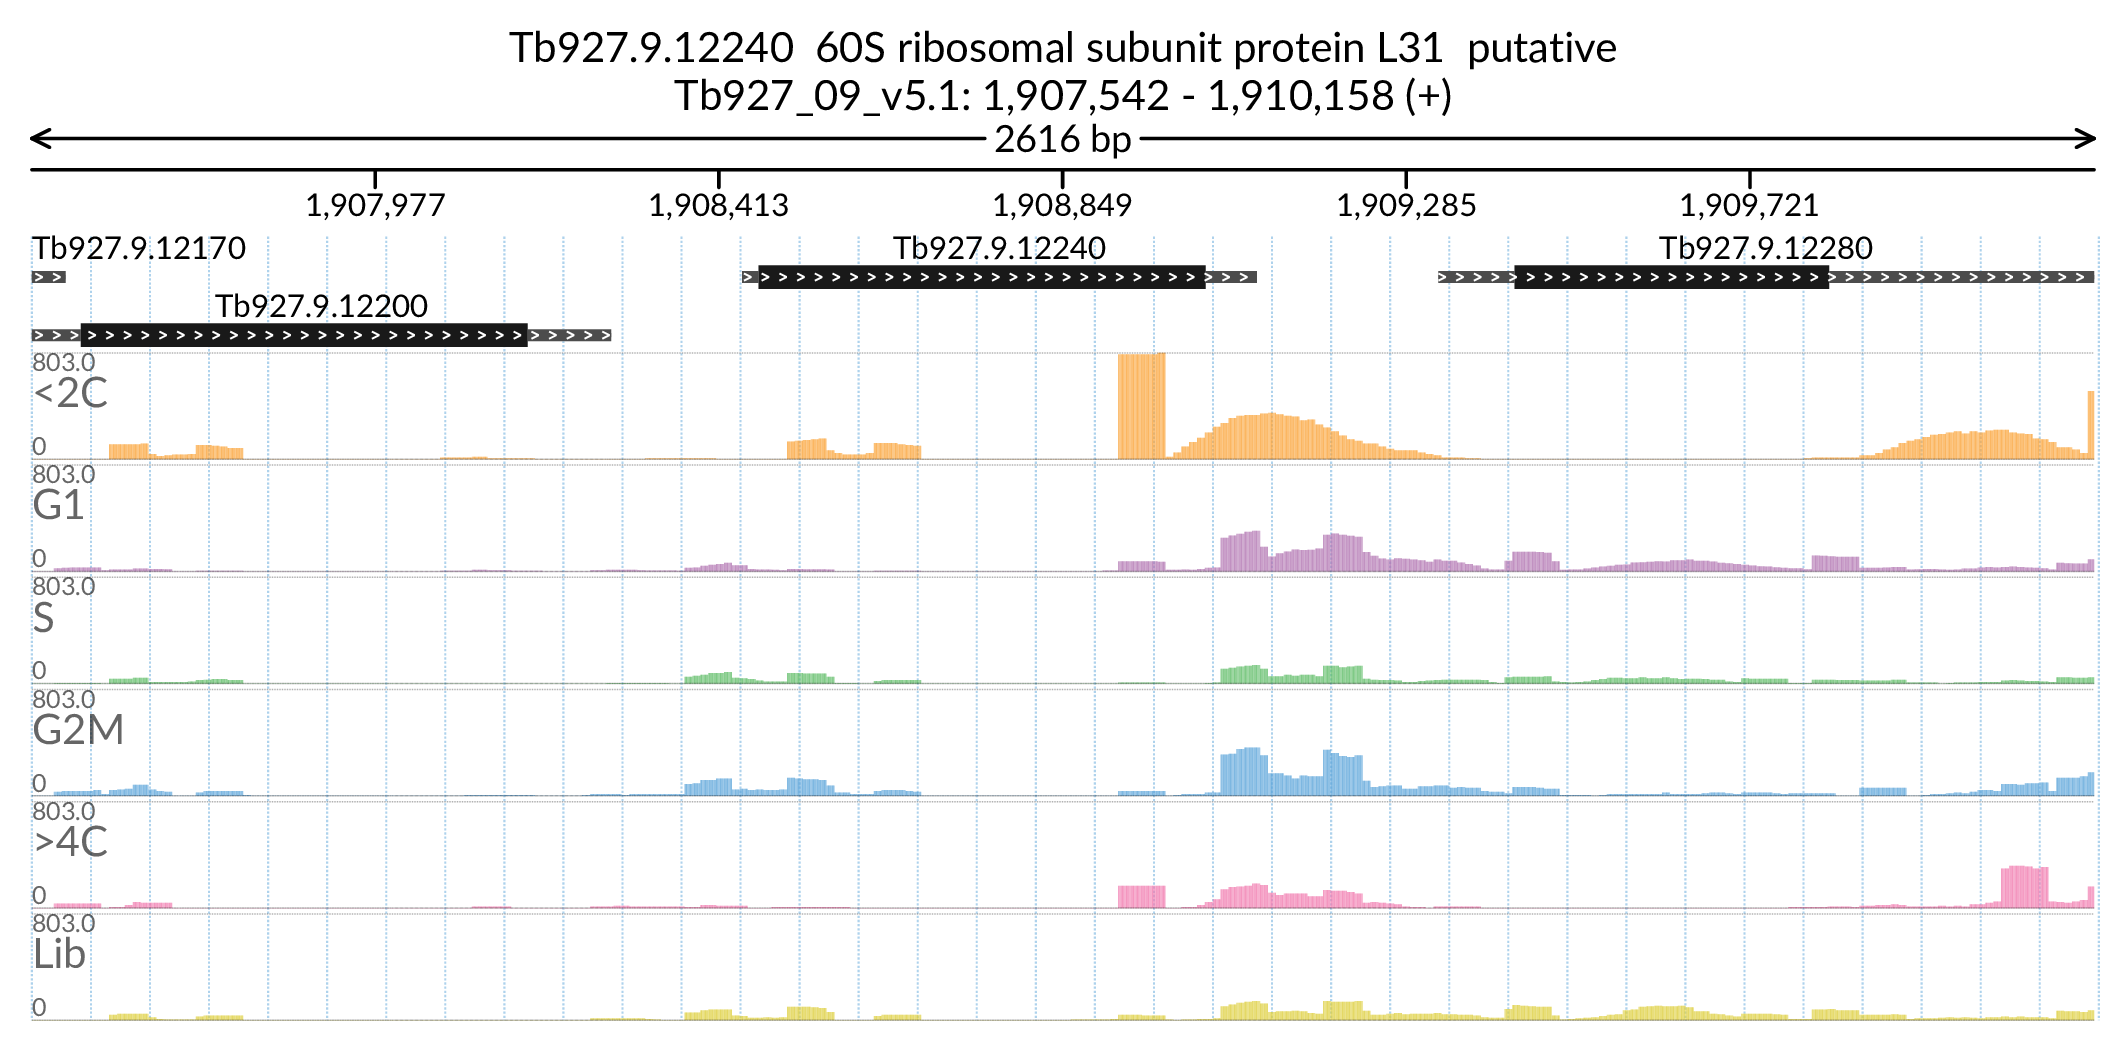 Tb927.9.12240  60S ribosomal subunit protein L31  putative
Tb927_09_v5.1: 1,907,542 - 1,910,158 (+)
2616 bp
1,907,977 1,908,413 1,908,849 1,909,285 1,909,721
Tb927.9.12170 Tb927.9.12240 Tb927.9.12280
Tb927.9.12200
803.0
<2C
0
803.0
G1
0
803.0
S
0
803.0
G2M
0
803.0
>4C
0
803.0
Lib
0